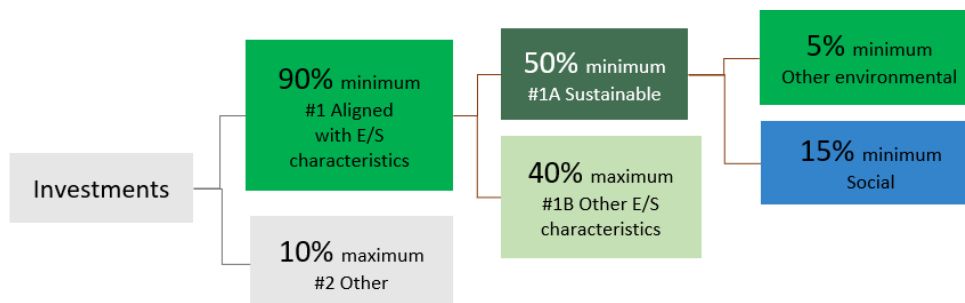 Investments
90% minimum
#1 Aligned
with E/S
characteristics
10% maximum
#2 Other
50% minimum
#1A Sustainable
40% maximum
#1B Other E/S
characteristics
5% minimum
Other environmental
15% minimum
Social